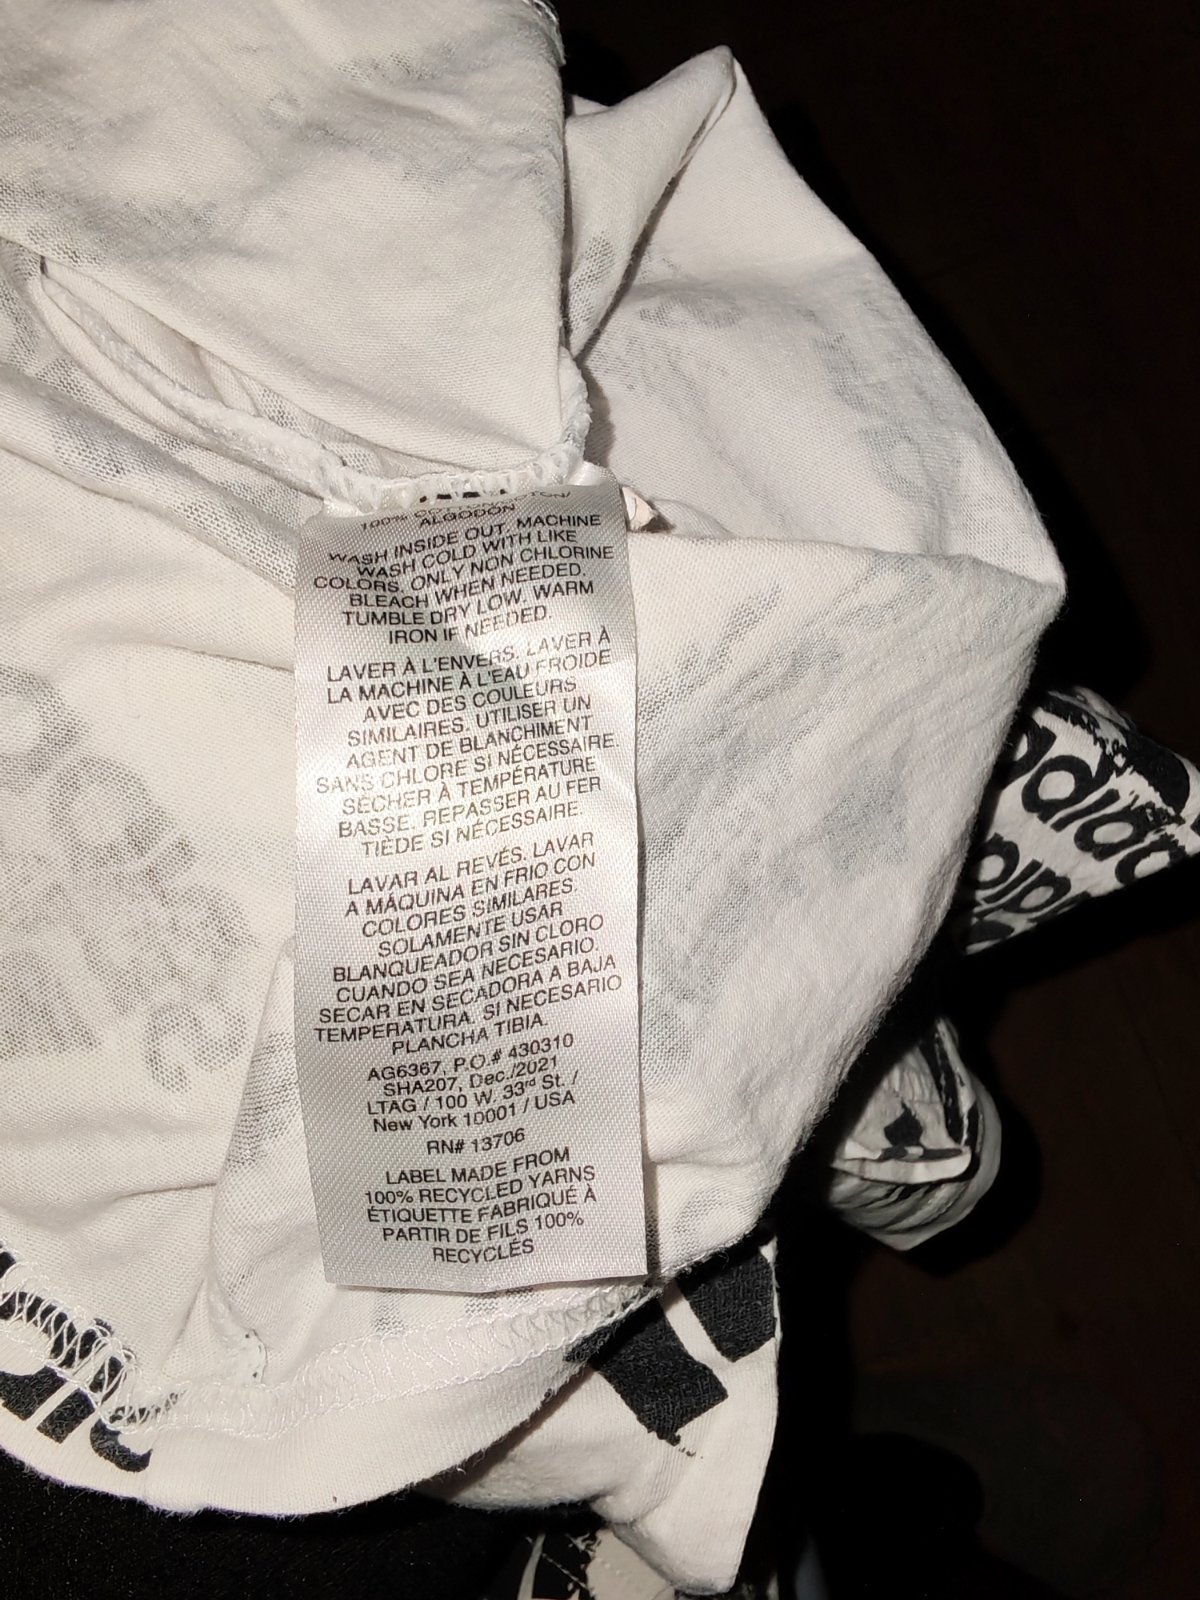 100% COTTON/COTON/
ALGODÓN
WASH INSIDE OUT. MACHINE
WASH COLD WITH LIKE
COLORS. ONLY NON CHLORINE
BLEACH WHEN NEEDED.
TUMBLE DRY LOW. WARM
IRON IF NEEDED.
LAVER À L'ENVERS. LAVER À
LA MACHINE À L'EAU FROIDE
AVEC DES COULEURS
SIMILAIRES. UTILISER UN
AGENT DE BLANCHIMENT
SANS CHLORE SI NÉCESSAIRE.
SÉCHER À TEMPÉRATURE
BASSE. REPASSER AU FER
TIÈDE SI NÉCESSAIRE.
LAVAR AL REVÉS. LAVAR
A MÁQUINA EN FRIO CON
COLORES SIMILARES.
SOLAMENTE USAR
BLANQUEADOR SIN CLORO
CUANDO SEA NECESARIO.
SECAR EN SECADORA A BAJA
TEMPERATURA. SI NECESARIO
PLANCHA TIBIA.
AG6367, P.O.# 430310
SHA207, Dec./2021
LTAG / 100 W. 33rd St. /
New York 10001 / USA
RN# 13706
LABEL MADE FROM
100% RECYCLED YARNS
ÉTIQUETTE FABRIQUÉ À
PARTIR DE FILS 100%
RECYCLÉS